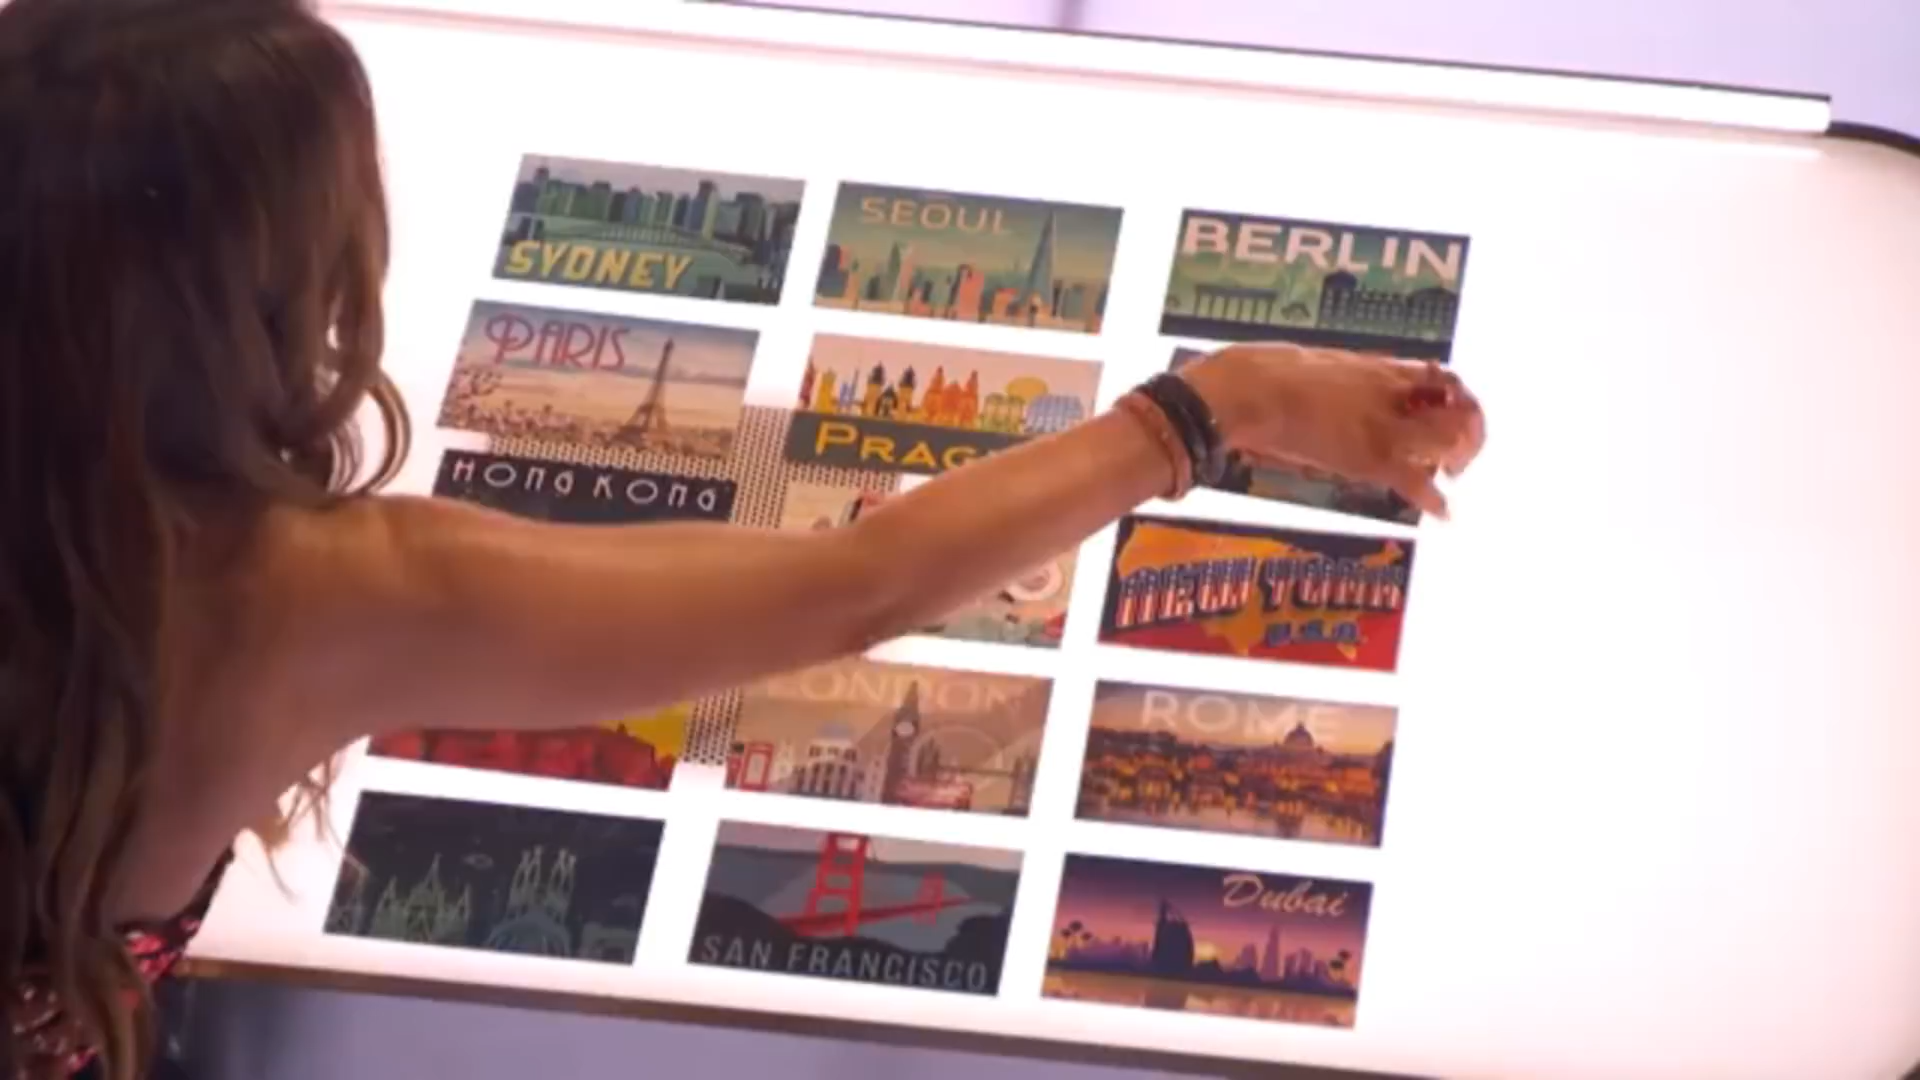 SYDNEY
SEOUL
BERLIN
PARIS
PRAG
HONG KONG
NEW YORK
U.S.A.
LONDON
ROME
SAN FRANCISCO
Dubai